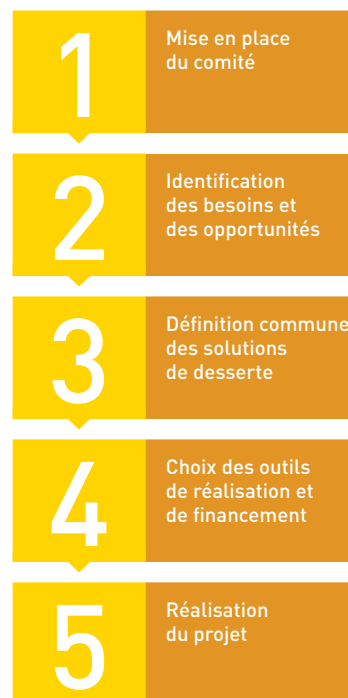 1
Mise en place
du comité
2
Identification
des besoins et
des opportunités
3
Définition commune
des solutions
de desserte
4
Choix des outils
de réalisation et
de financement
5
Réalisation
du projet